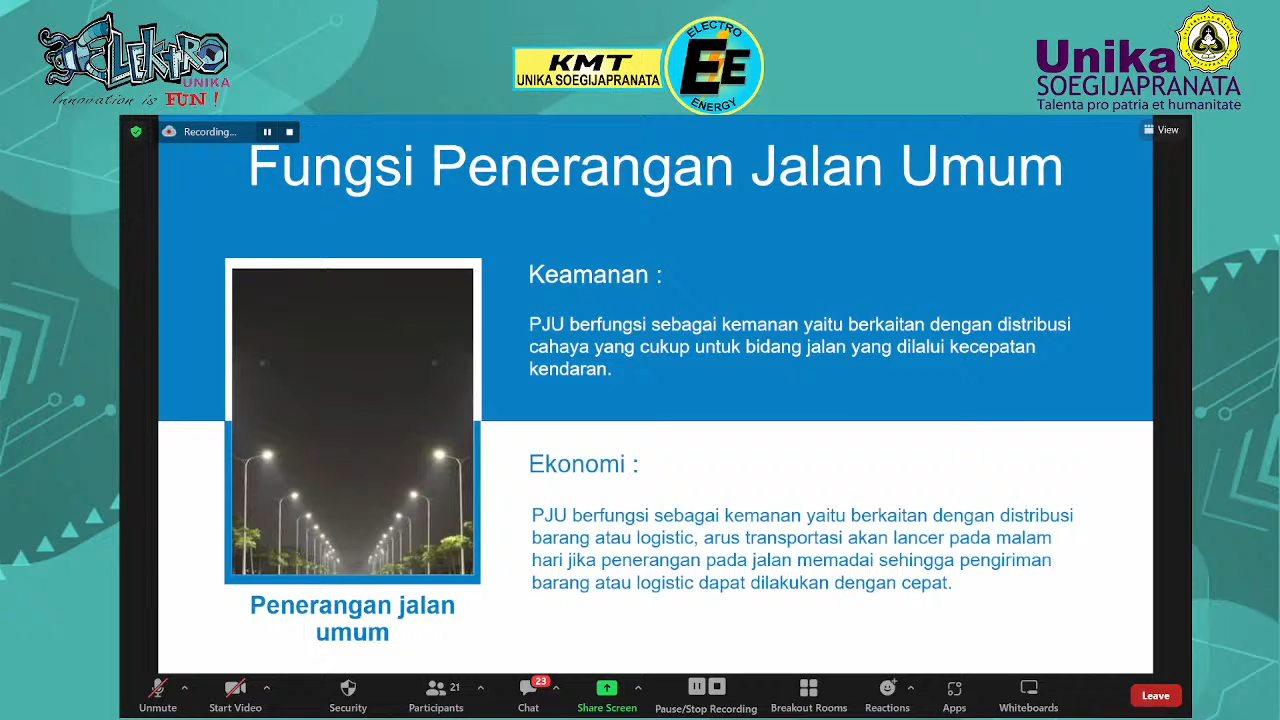 ELEKTRO
UNIKA
Innovation is FUN !
KMT
UNIKA SOEGIJAPRANATA
ELECTRO
EE
ENERGY
Unika
SOEGIJAPRANATA
Talenta pro patria et humanitate
Recording...
View
Fungsi Penerangan Jalan Umum
Keamanan :
PJU berfungsi sebagai kemanan yaitu berkaitan dengan distribusi
cahaya yang cukup untuk bidang jalan yang dilalui kecepatan
kendaran.
Ekonomi :
PJU berfungsi sebagai kemanan yaitu berkaitan dengan distribusi
barang atau logistic, arus transportasi akan lancer pada malam
hari jika penerangan pada jalan memadai sehingga pengiriman
barang atau logistic dapat dilakukan dengan cepat.
Penerangan jalan
umum
Unmute
Start Video
Security
21
Participants
23
Chat
Share Screen
Pause/Stop Recording
Breakout Rooms
Reactions
Apps
Whiteboards
Leave